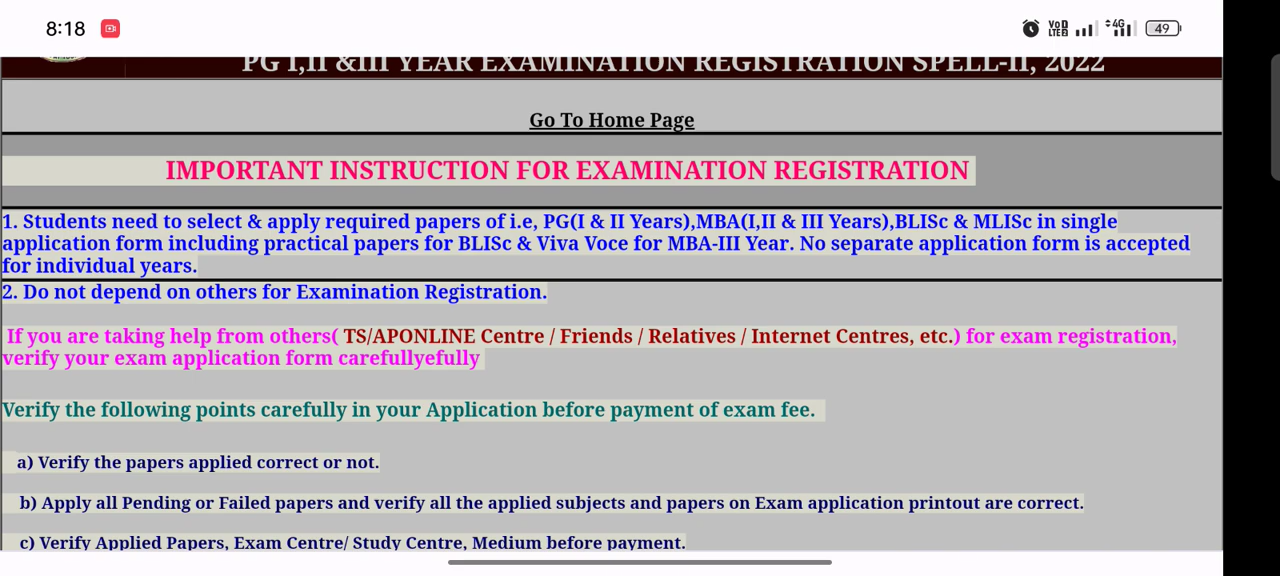 8:18
VoD LTE2 4G 49
PG I,II &III YEAR EXAMINATION REGISTRATION SPELL-II, 2022
Go To Home Page
IMPORTANT INSTRUCTION FOR EXAMINATION REGISTRATION
1. Students need to select & apply required papers of i.e, PG(I & II Years),MBA(I,II & III Years),BLISc & MLISc in single
application form including practical papers for BLISc & Viva Voce for MBA-III Year. No separate application form is accepted
for individual years.
2. Do not depend on others for Examination Registration.
If you are taking help from others( TS/APONLINE Centre / Friends / Relatives / Internet Centres, etc.) for exam registration,
verify your exam application form carefullyefully
Verify the following points carefully in your Application before payment of exam fee.
a) Verify the papers applied correct or not.
b) Apply all Pending or Failed papers and verify all the applied subjects and papers on Exam application printout are correct.
c) Verify Applied Papers, Exam Centre/ Study Centre, Medium before payment.